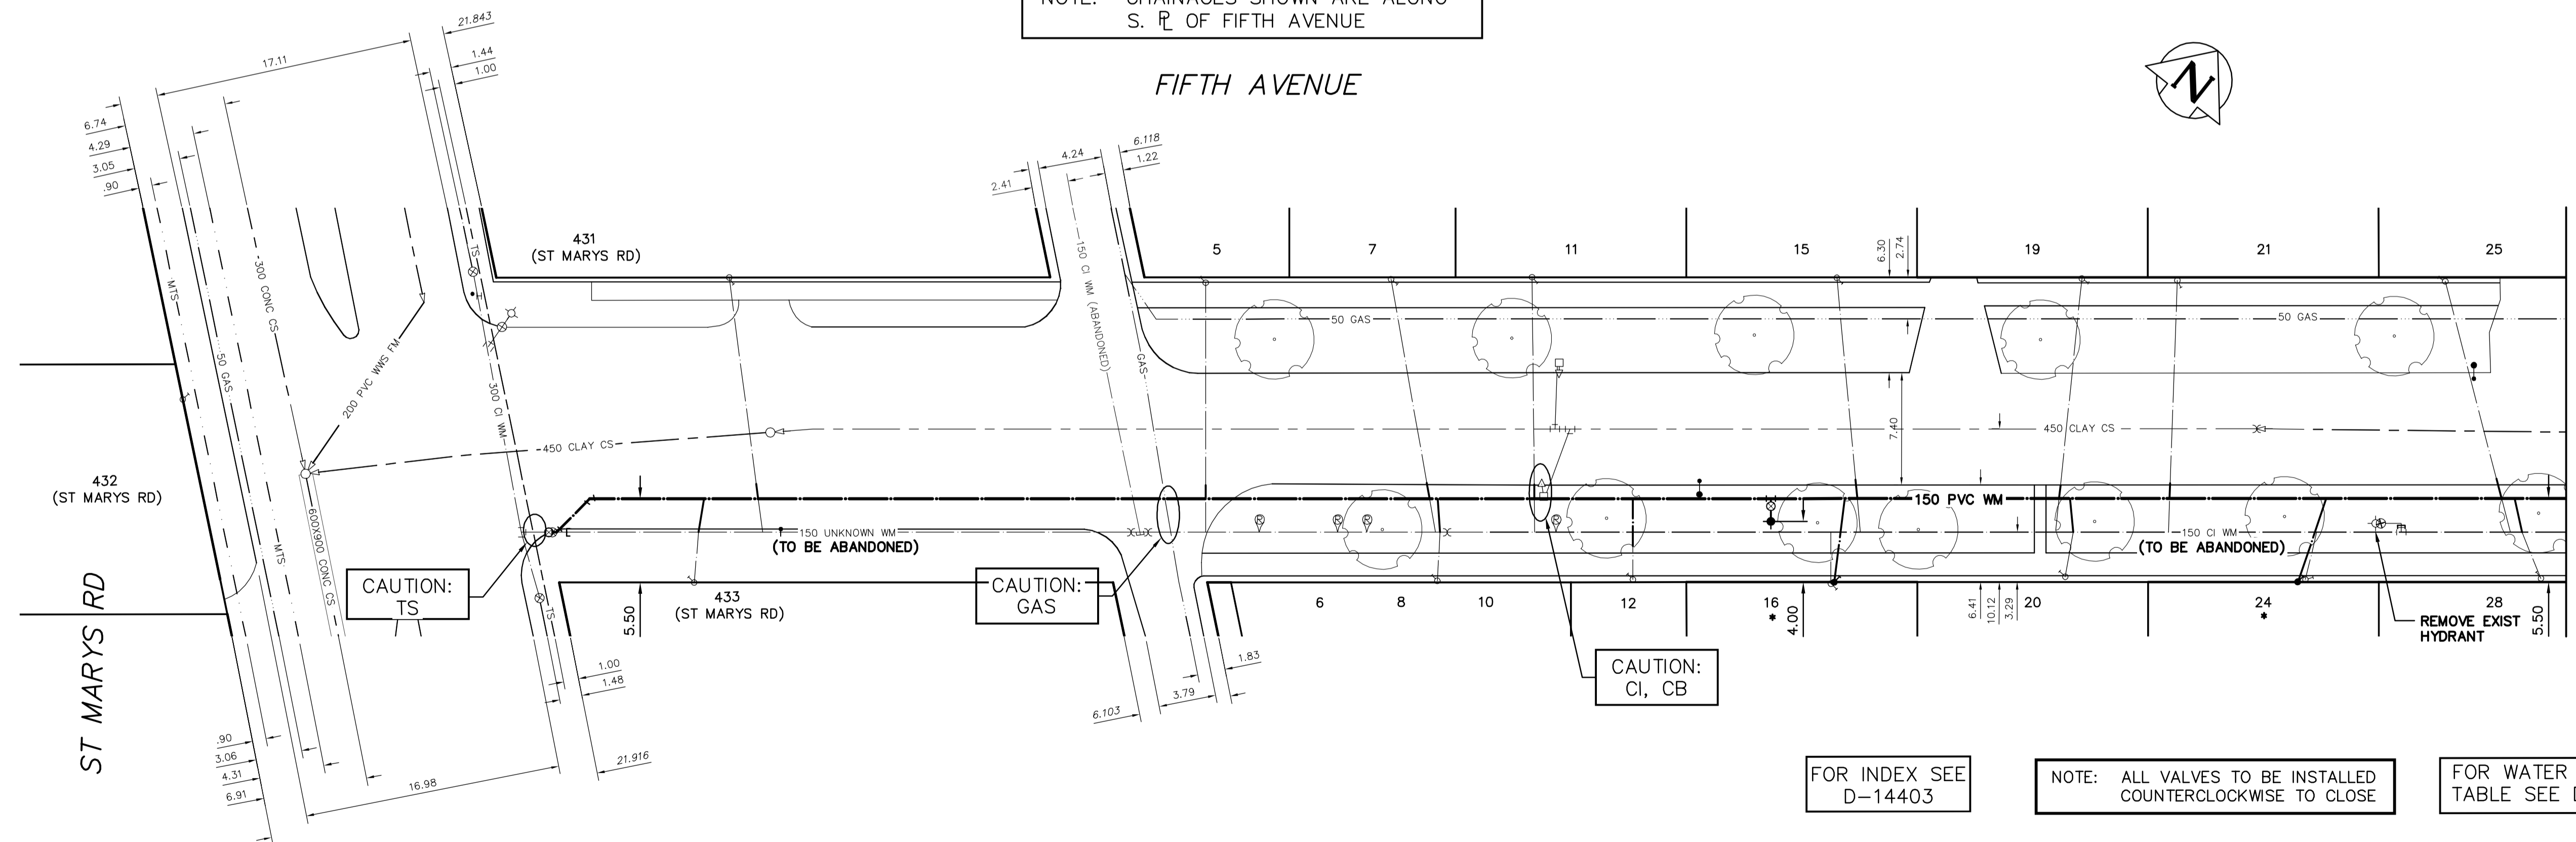 S. PL OF FIFTH AVENUE
FIFTH AVENUE
N
21.843
1.44
1.00
17.11
6.74
4.29
3.05
.90
6.118
1.22
4.24
2.41
431
(ST MARYS RD)
5
7
11
15
6.30
2.74
19
21
25
MTS
50 GAS
300 CONC CS
200 PVC WWS FM
TS
300 CI WM
150 CI WM (ABANDONED)
GAS
50 GAS
50 GAS
450 CLAY CS
450 CLAY CS
7.40
432
(ST MARYS RD)
600X900 CONC CS
MTS
150 PVC WM
150 UNKNOWN WM
(TO BE ABANDONED)
150 CI WM
(TO BE ABANDONED)
R
R
R
R
H
CAUTION:
TS
TS
CAUTION:
GAS
433
(ST MARYS RD)
5.50
6
8
10
12
16
*
4.00
20
6.41
10.12
3.29
24
*
28
5.50
REMOVE EXIST
HYDRANT
CAUTION:
CI, CB
ST MARYS RD
1.00
1.48
1.83
3.79
6.103
21.916
16.98
.90
3.06
4.31
6.91
FOR INDEX SEE
D-14403
NOTE: ALL VALVES TO BE INSTALLED
COUNTERCLOCKWISE TO CLOSE
FOR WATER
TABLE SEE